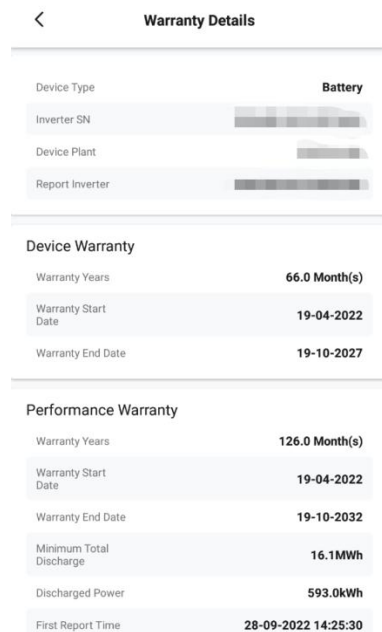 Warranty Details
Device Type Battery
Inverter SN
Device Plant
Report Inverter
Device Warranty
Warranty Years 66.0 Month(s)
Warranty Start
Date 19-04-2022
Warranty End Date 19-10-2027
Performance Warranty
Warranty Years 126.0 Month(s)
Warranty Start
Date 19-04-2022
Warranty End Date 19-10-2032
Minimum Total
Discharge 16.1MWh
Discharged Power 593.0kWh
First Report Time 28-09-2022 14:25:30